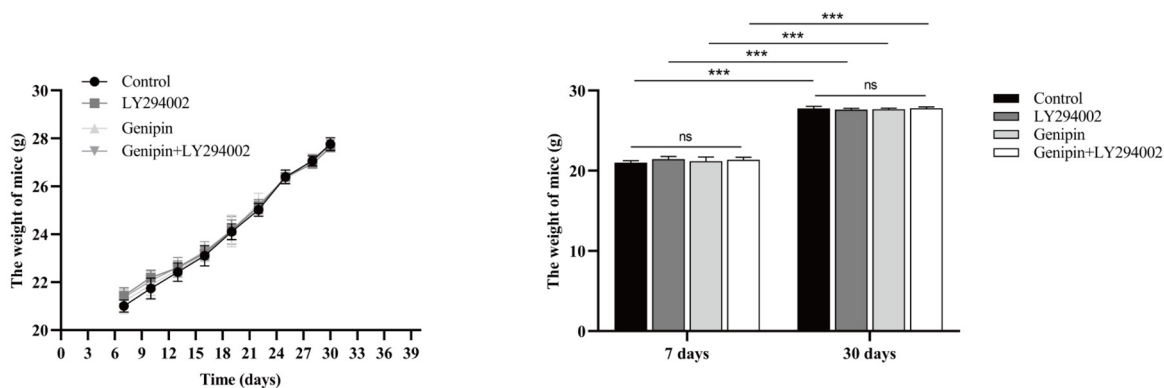 Control
LY294002
Genipin
Genipin+LY294002
The weight of mice (g)
30
28
26
24
22
20
0 3 6 9 12 15 18 21 24 27 30 33 36 39
Time (days)
***
***
***
***
ns
ns
The weight of mice (g)
30
20
10
0
7 days 30 days
Control
LY294002
Genipin
Genipin+LY294002